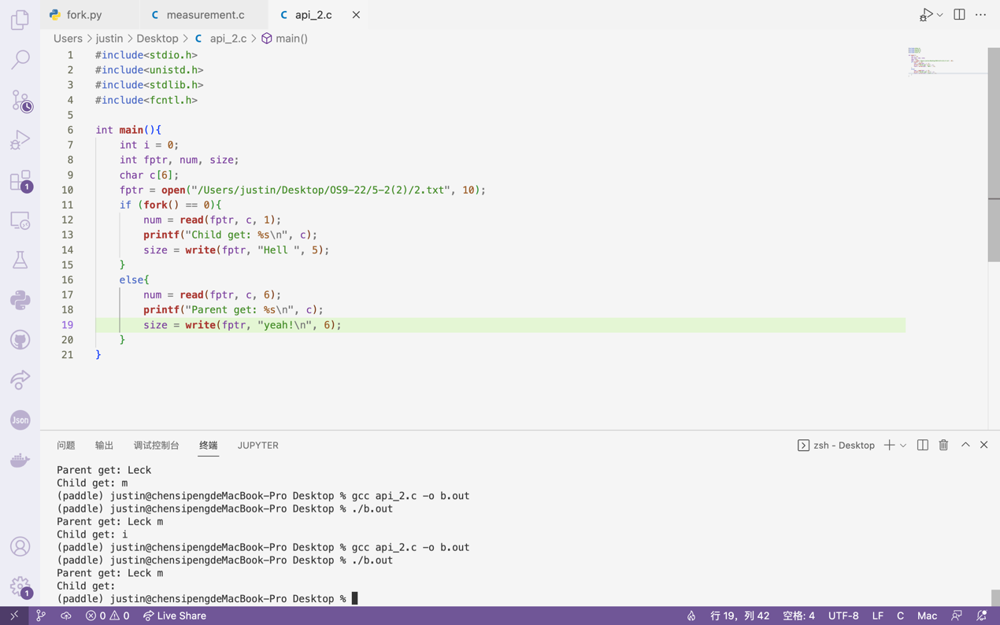 fork.py
C measurement.c
C api_2.c
Users > justin > Desktop > C api_2.c > main()
1 #include<stdio.h>
2 #include<unistd.h>
3 #include<stdlib.h>
4 #include<fcntl.h>
5
6 int main(){
7     int i = 0;
8     int fptr, num, size;
9     char c[6];
10     fptr = open("/Users/justin/Desktop/OS9-22/5-2(2)/2.txt", 10);
11     if (fork() == 0){
12         num = read(fptr, c, 1);
13         printf("Child get: %s\n", c);
14         size = write(fptr, "Hell ", 5);
15     }
16     else{
17         num = read(fptr, c, 6);
18         printf("Parent get: %s\n", c);
19         size = write(fptr, "yeah!\n", 6);
20     }
21 }
1
Json
1
问题 输出 调试控制台 终端 JUPYTER
zsh - Desktop
Parent get: Leck
Child get: m
(paddle) justin@chensipengdeMacBook-Pro Desktop % gcc api_2.c -o b.out
(paddle) justin@chensipengdeMacBook-Pro Desktop % ./b.out
Parent get: Leck m
Child get: i
(paddle) justin@chensipengdeMacBook-Pro Desktop % gcc api_2.c -o b.out
(paddle) justin@chensipengdeMacBook-Pro Desktop % ./b.out
Parent get: Leck m
Child get:
(paddle) justin@chensipengdeMacBook-Pro Desktop %
0 0 Live Share 行 19，列 42 空格: 4 UTF-8 LF C Mac